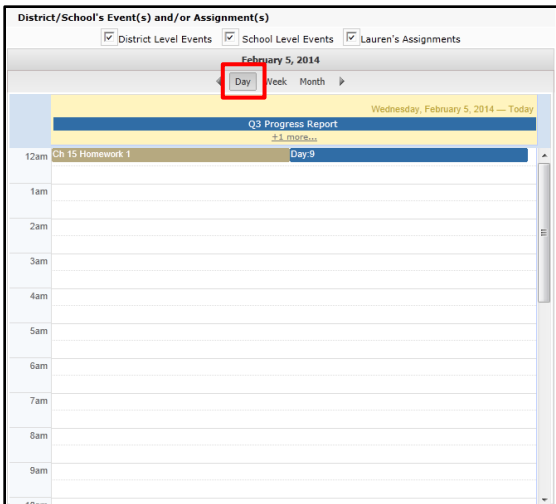 District/School's Event(s) and/or Assignment(s)
District Level Events School Level Events Lauren's Assignments
February 5, 2014
Day Week Month
Wednesday, February 5, 2014 — Today
Q3 Progress Report
+1 more...
12am Ch 15 Homework 1 Day:9
1am
2am
3am
4am
5am
6am
7am
8am
9am